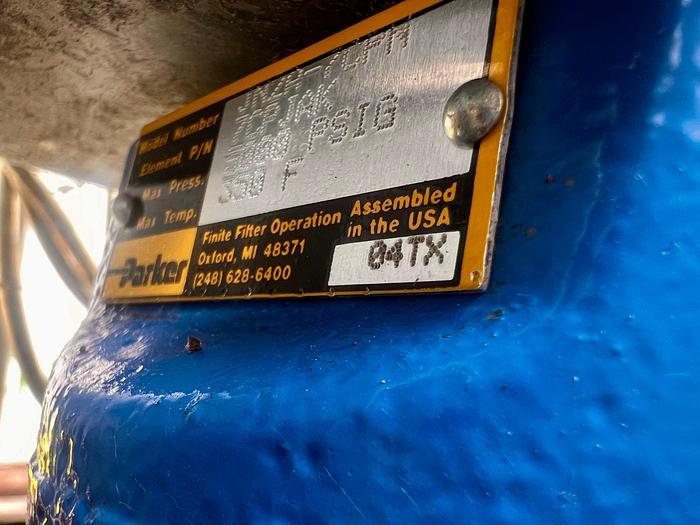 Model Number
Element P/N
Max Press. PSIG
Max Temp. F
Finite Filter Operation
Oxford, MI 48371
(248) 628-6400
Assembled
in the USA
04TX
Parker